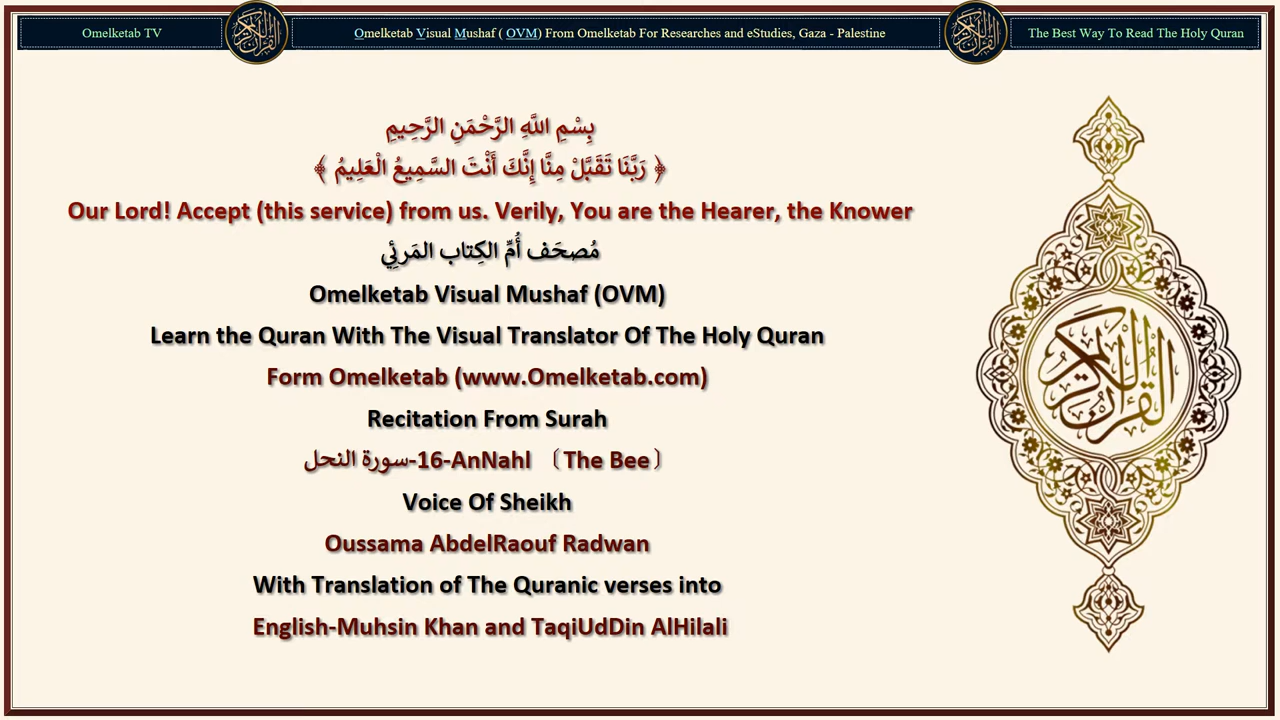 Omelketab TV
Omelketab Visual Mushaf ( OVM) From Omelketab For Researches and eStudies, Gaza - Palestine
The Best Way To Read The Holy Quran
بِسْمِ اللَّهِ الرَّحْمَنِ الرَّحِيمِ
﴿ رَبَّنَا تَقَبَّلْ مِنَّا إِنَّكَ أَنْتَ السَّمِيعُ الْعَلِيمُ ﴾
Our Lord! Accept (this service) from us. Verily, You are the Hearer, the Knower
مُصحَف أُمِّ الكِتاب المَرئِي
Omelketab Visual Mushaf (OVM)
Learn the Quran With The Visual Translator Of The Holy Quran
Form Omelketab (www.Omelketab.com)
Recitation From Surah
سورة النحل-16-AnNahl 〔The Bee〕
Voice Of Sheikh
Oussama AbdelRaouf Radwan
With Translation of The Quranic verses into
English-Muhsin Khan and TaqiUdDin AlHilali
القرآن الكريم